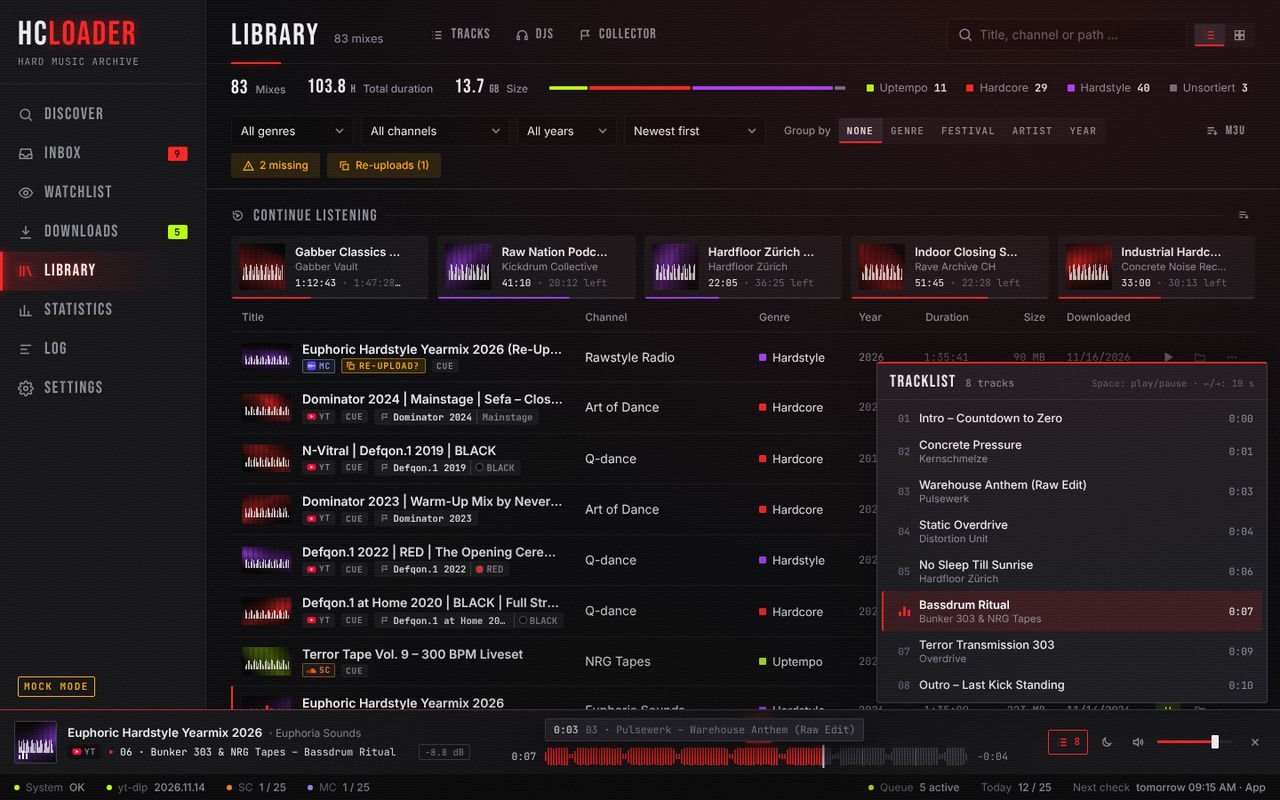 HCLOADER
HARD MUSIC ARCHIVE
DISCOVER
INBOX 9
WATCHLIST
DOWNLOADS 5
LIBRARY
STATISTICS
LOG
SETTINGS
MOCK MODE
LIBRARY 83 mixes TRACKS DJS COLLECTOR Title, channel or path ...
83 Mixes 103.8 H Total duration 13.7 GB Size Uptempo 11 Hardcore 29 Hardstyle 40 Unsortiert 3
All genres All channels All years Newest first Group by NONE GENRE FESTIVAL ARTIST YEAR M3U
2 missing Re-uploads (1)
CONTINUE LISTENING
Gabber Classics ...
Gabber Vault
1:12:43 · 1:47:28…
Raw Nation Podc...
Kickdrum Collective
41:10 · 20:12 left
Hardfloor Zürich ...
Hardfloor Zürich
22:05 · 36:25 left
Indoor Closing S...
Rave Archive CH
51:45 · 22:28 left
Industrial Hardc...
Concrete Noise Rec...
33:00 · 30:13 left
Title Channel Genre Year Duration Size Downloaded
Euphoric Hardstyle Yearmix 2026 (Re-Up... Rawstyle Radio Hardstyle 2026 1:35:41 90 MB 11/16/2026
MC RE-UPLOAD? CUE
Dominator 2024 | Mainstage | Sefa – Clos... Art of Dance Hardcore 202
YT CUE Dominator 2024 Mainstage
N-Vitral | Defqon.1 2019 | BLACK Q-dance Hardcore 201
YT CUE Defqon.1 2019 BLACK
Dominator 2023 | Warm-Up Mix by Never... Art of Dance Hardcore 202
YT CUE Dominator 2023
Defqon.1 2022 | RED | The Opening Cere... Q-dance Hardstyle 202
YT CUE Defqon.1 2022 RED
Defqon.1 at Home 2020 | BLACK | Full Str... Q-dance Hardcore 202
YT CUE Defqon.1 at Home 20… BLACK
Terror Tape Vol. 9 – 300 BPM Liveset NRG Tapes Uptempo 202
SC CUE
Euphoric Hardstyle Yearmix 2026
TRACKLIST 8 tracks Space: play/pause · ←/→: 10 s
01 Intro – Countdown to Zero 0:00
02 Concrete Pressure 0:01
Kernschmelze
03 Warehouse Anthem (Raw Edit) 0:03
Pulsewerk
04 Static Overdrive 0:04
Distortion Unit
05 No Sleep Till Sunrise 0:06
Hardfloor Zürich
Bassdrum Ritual 0:07
Bunker 303 & NRG Tapes
07 Terror Transmission 303 0:09
Overdrive
08 Outro – Last Kick Standing 0:10
Euphoric Hardstyle Yearmix 2026 · Euphoria Sounds
YT 06 · Bunker 303 & NRG Tapes – Bassdrum Ritual -8.8 dB
0:03 03 · Pulsewerk – Warehouse Anthem (Raw Edit)
0:07 -0:04 8
System OK yt-dlp 2026.11.14 SC 1 / 25 MC 1 / 25 Queue 5 active Today 12 / 25 Next check tomorrow 09:15 AM · App